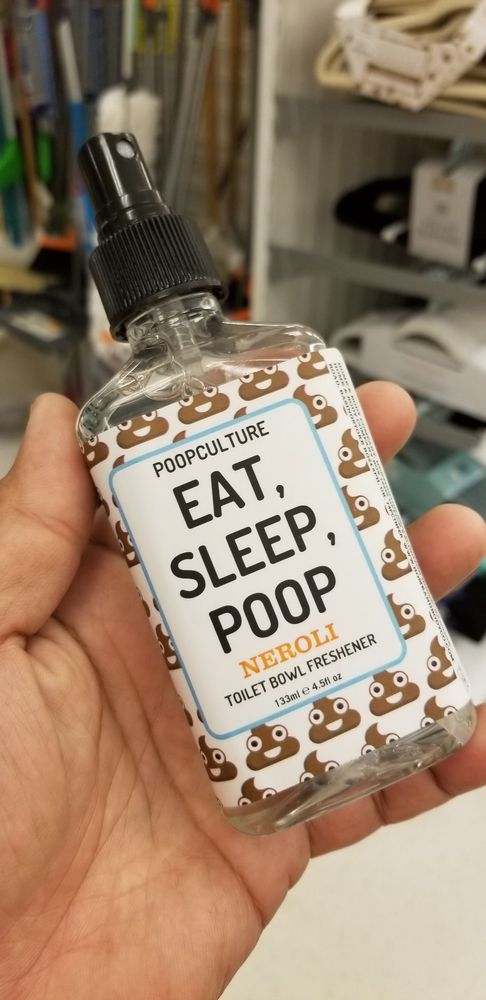 POOPCULTURE
EAT,
SLEEP,
POOP
NEROLI
TOILET BOWL FRESHENER
133ml ℮ 4.5fl oz